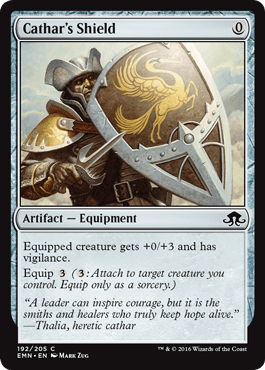 Cathar's Shield 0
Artifact — Equipment
Equipped creature gets +0/+3 and has
vigilance.
Equip 3 (3: Attach to target creature you
control. Equip only as a sorcery.)
“A leader can inspire courage, but it is the
smiths and healers who truly keep hope alive.”
—Thalia, heretic cathar
192/205 C
EMN • EN Mark Zug
™ & © 2016 Wizards of the Coast